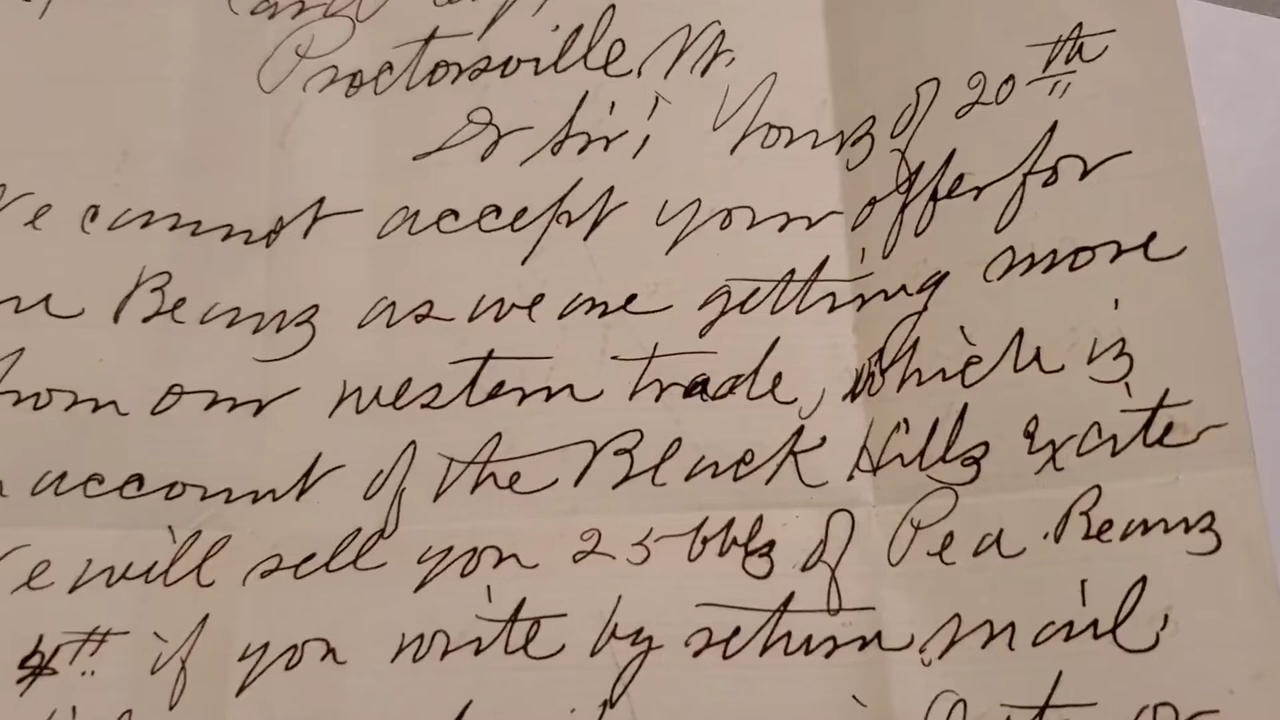 Proctorsville, Vt.
Dr Sir; Yours of 20th
We cannot accept your offer for
Beans as we are getting more
from our western trade, which is
account of the Black Hills Excite
We will sell you 25 bbls of Pea Beans
if you write by return mail,